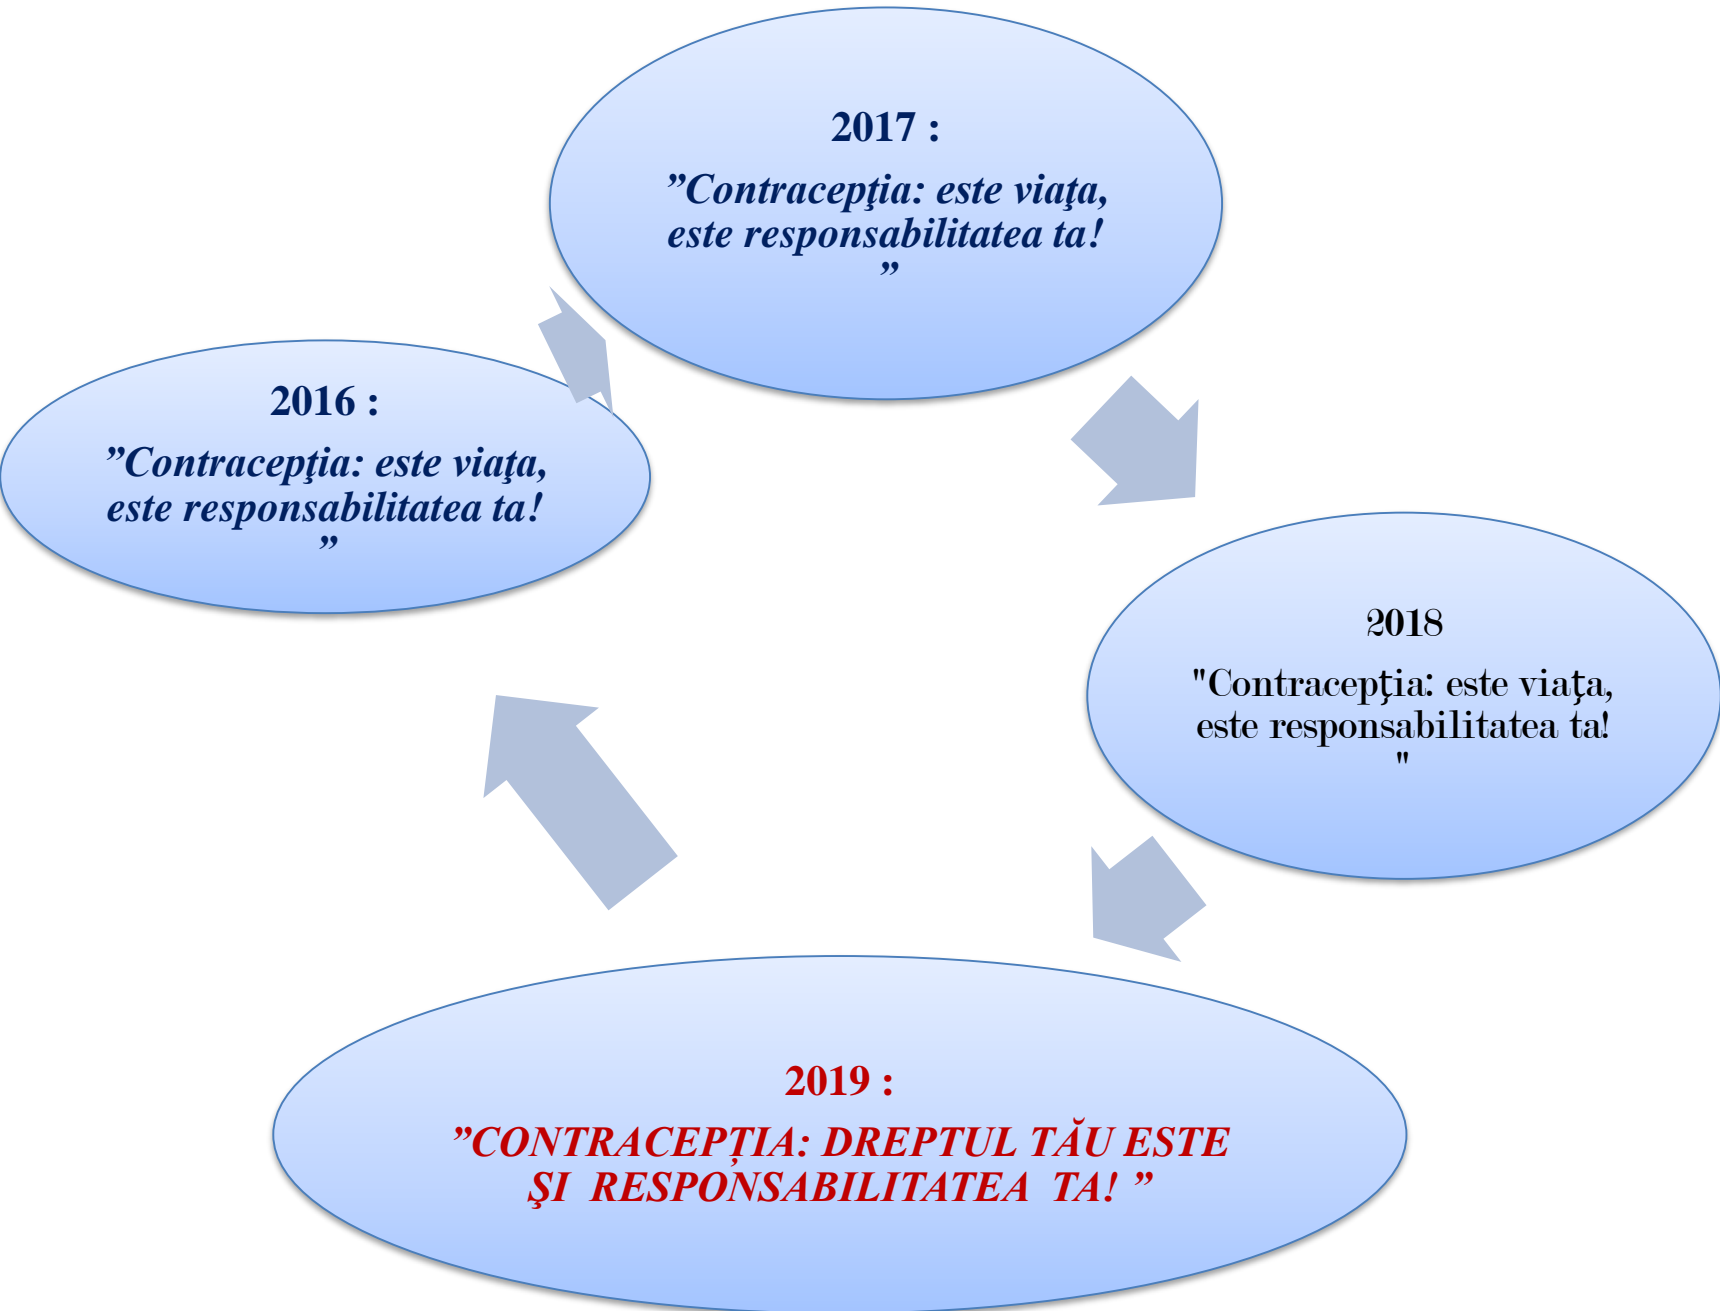 2017 :
”Contracepţia: este viaţa,
este responsabilitatea ta!
”
2016 :
”Contracepţia: este viaţa,
este responsabilitatea ta!
”
2018
"Contracepţia: este viaţa,
este responsabilitatea ta!
"
2019 :
”CONTRACEPȚIA: DREPTUL TĂU ESTE
ŞI RESPONSABILITATEA TA! ”